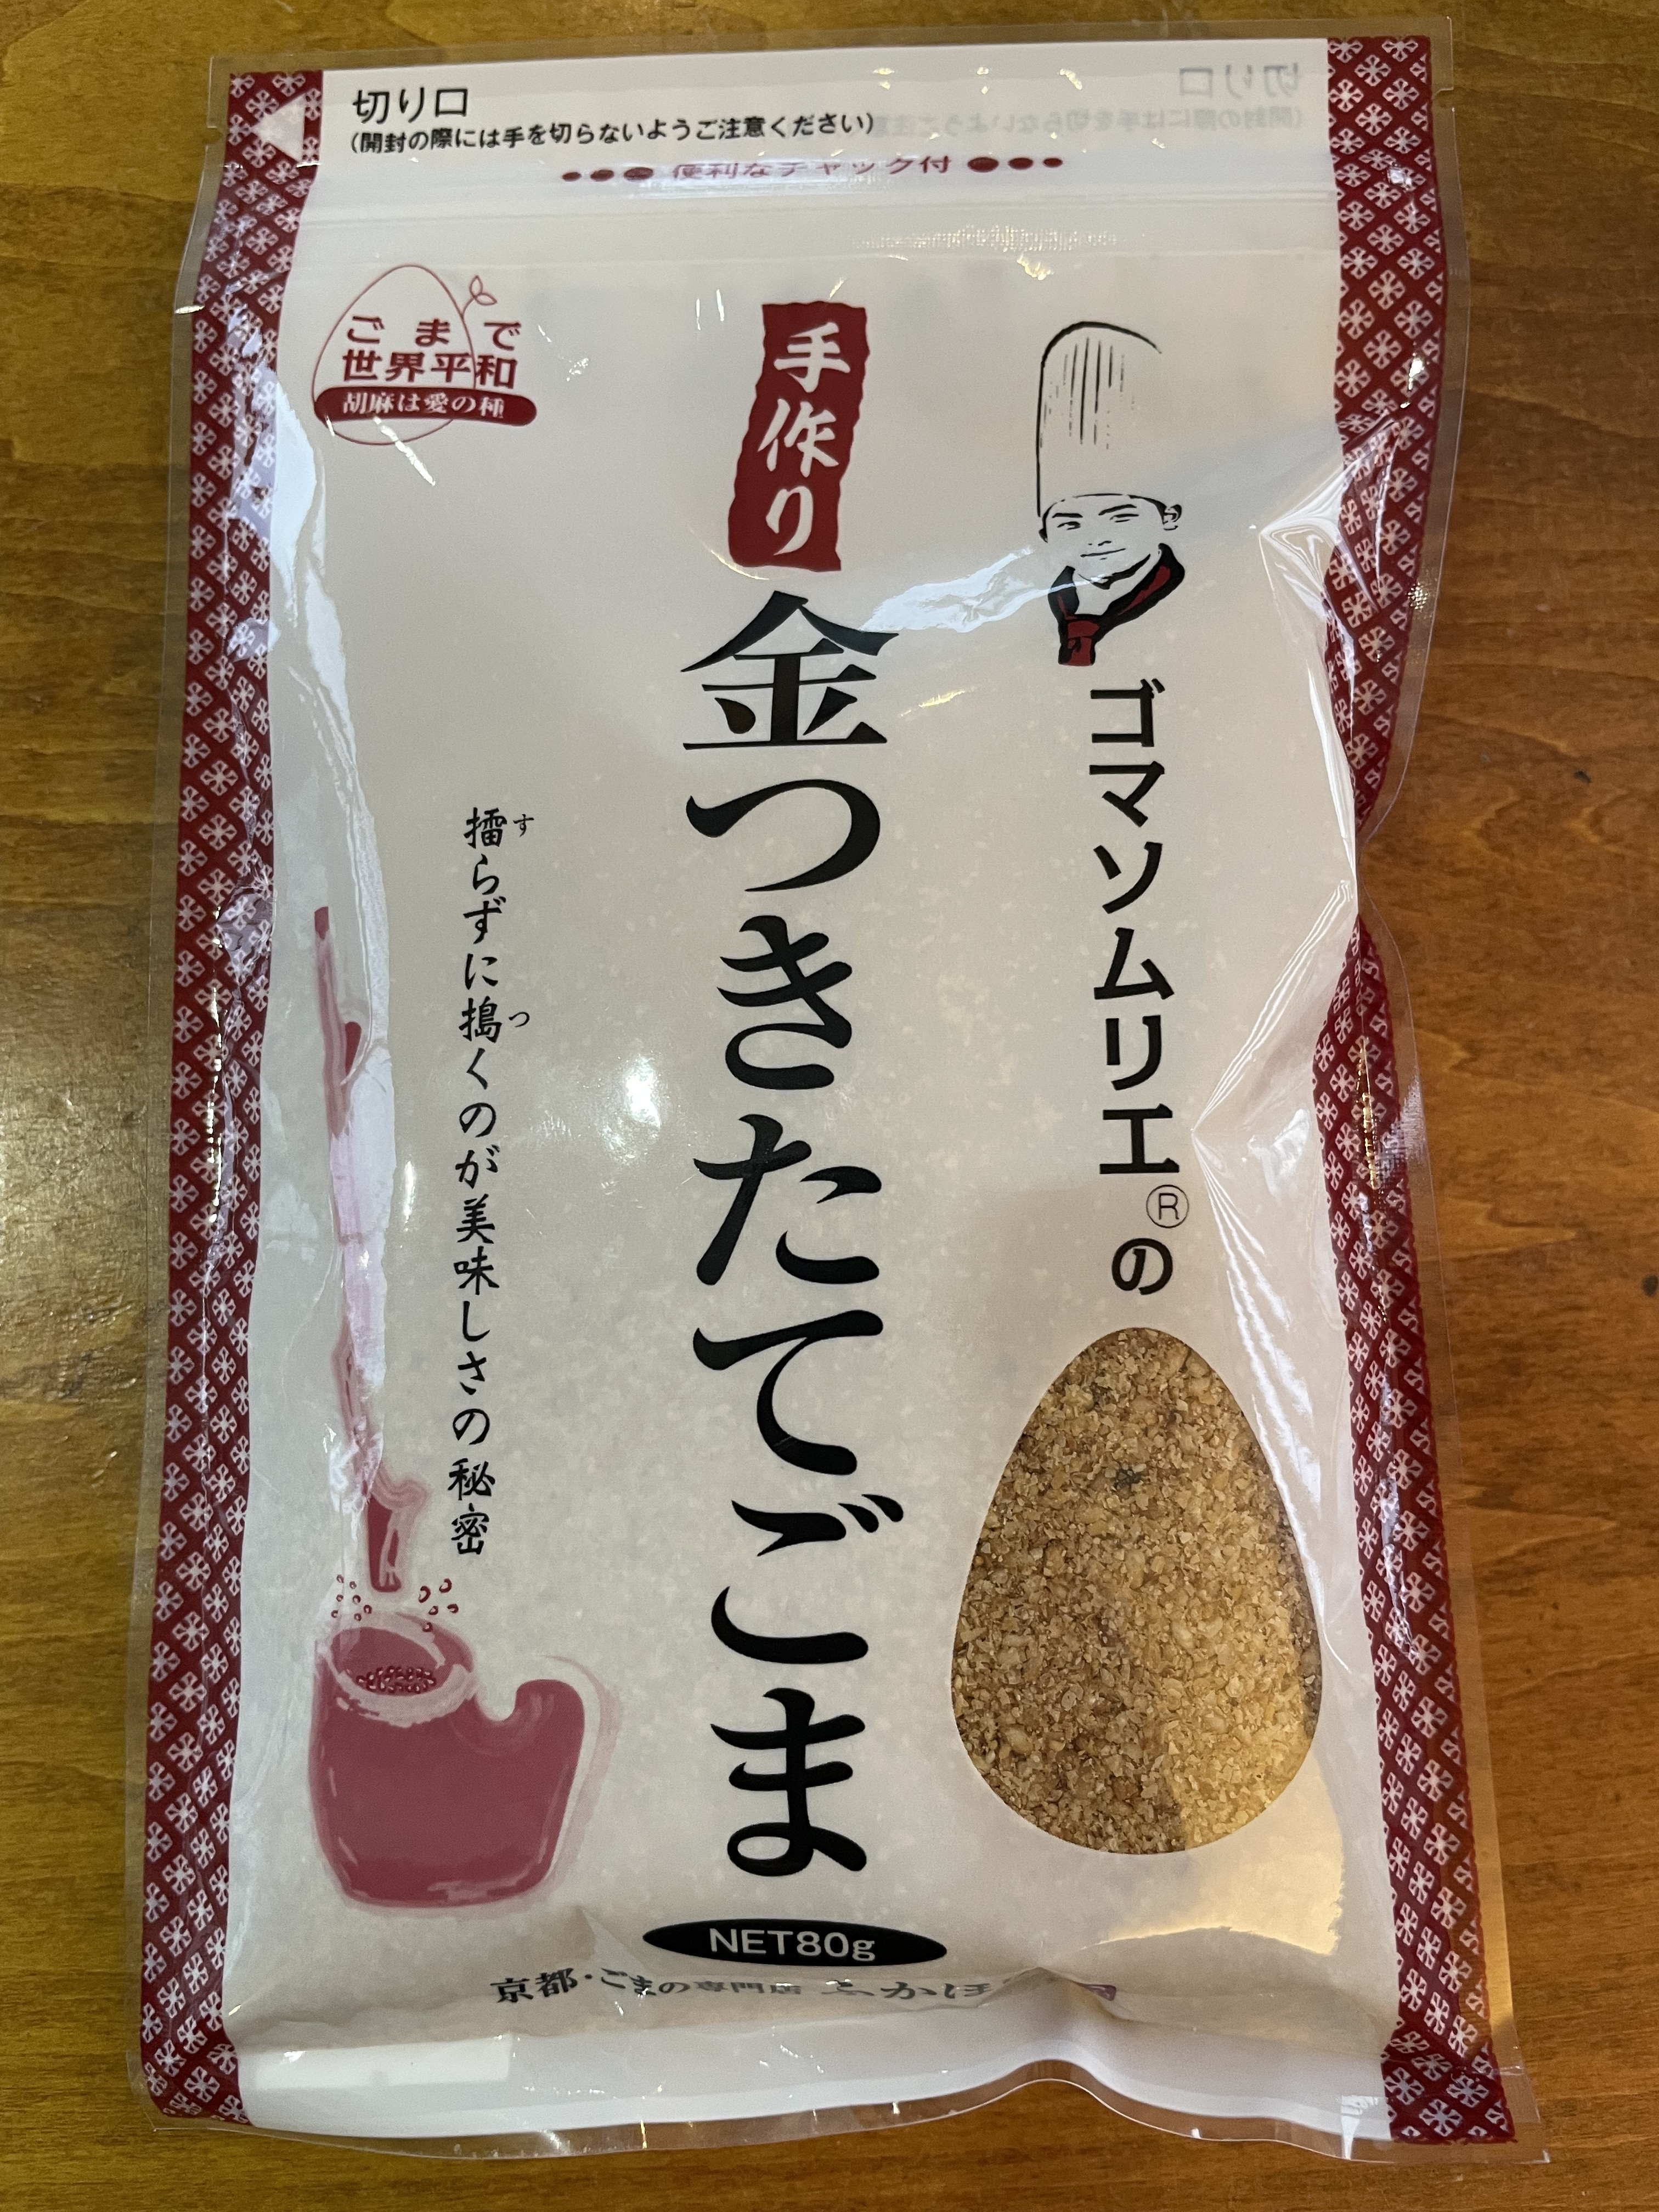 切り口
(開封の際には手を切らないようご注意ください)
●●● 便利なチャック付 ●●●
ごまで
世界平和
胡麻は愛の種
ゴマソムリエ®の
手作り
金つきたてごま
擂らずに搗くのが美味しさの秘密
す
つ
NET80g
京都・ごまの専門店